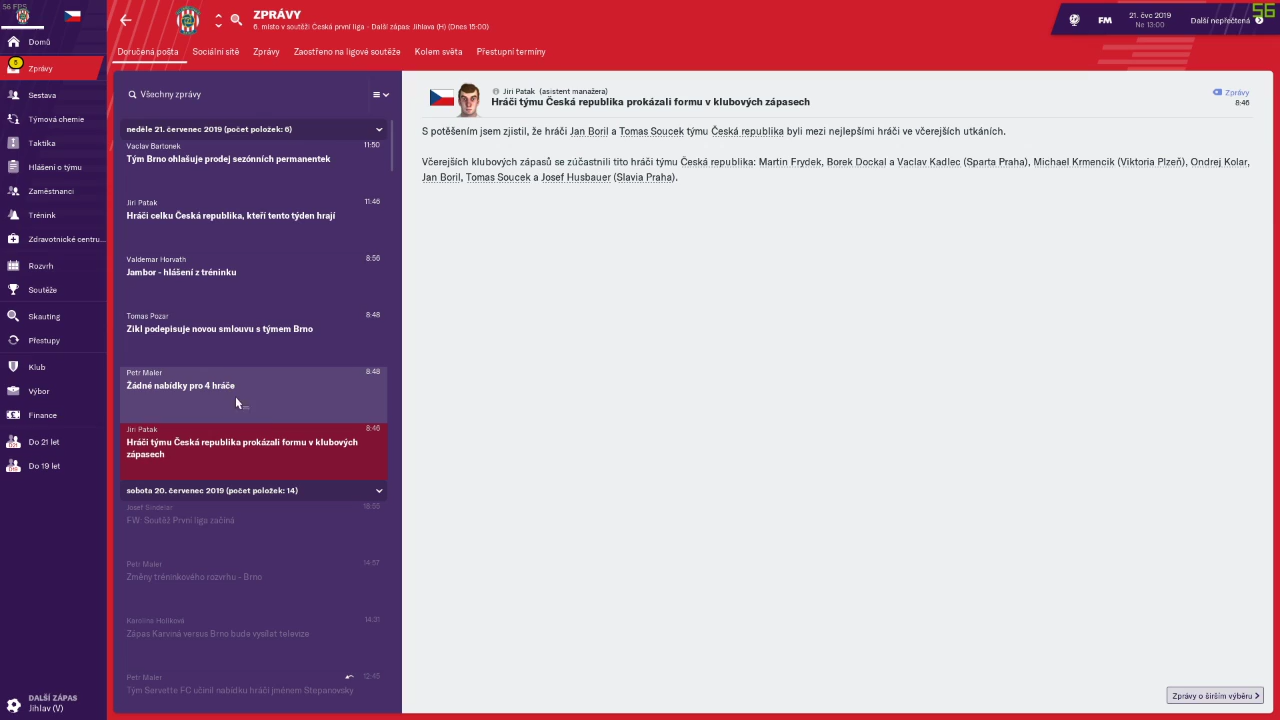 56 FPS
56
Domů
Zprávy
5
Sestava
Týmová chemie
Taktika
Hlášení o týmu
Zaměstnanci
Trénink
Zdravotnické centru...
Rozvrh
Soutěže
Skauting
Přestupy
Klub
Výbor
Finance
Do 21 let
Do 19 let
DALŠÍ ZÁPAS
Jihlav (V)
ZPRÁVY
6. místo v soutěži Česká první liga - Další zápas: Jihlava (H) (Dnes 15:00)
FM
21. čvc 2019
Ne 13:00
Další nepřečtená
Doručená pošta
Sociální sítě
Zprávy
Zaostřeno na ligové soutěže
Kolem světa
Přestupní termíny
Všechny zprávy
neděle 21. červenec 2019 (počet položek: 6)
Vaclav Bartonek 11:50
Tým Brno ohlašuje prodej sezónních permanentek
Jiri Patak 11:46
Hráči celku Česká republika, kteří tento týden hrají
Valdemar Horvath 8:56
Jambor - hlášení z tréninku
Tomas Pozar 8:48
Zikl podepisuje novou smlouvu s týmem Brno
Petr Maler 8:48
Žádné nabídky pro 4 hráče
Jiri Patak 8:46
Hráči týmu Česká republika prokázali formu v klubových
zápasech
sobota 20. červenec 2019 (počet položek: 14)
Josef Sindelar 18:55
FW: Soutěž První liga začíná
Petr Maler 14:57
Změny tréninkového rozvrhu - Brno
Karolina Holíková 14:31
Zápas Karviná versus Brno bude vysílat televize
Petr Maler 12:45
Tým Servette FC učinil nabídku hráči jménem Stepanovsky
Jiri Patak (asistent manažera)
Hráči týmu Česká republika prokázali formu v klubových zápasech
Zprávy
8:46
S potěšením jsem zjistil, že hráči Jan Boril a Tomas Soucek týmu Česká republika byli mezi nejlepšími hráči ve včerejších utkáních.
Včerejších klubových zápasů se zúčastnili tito hráči týmu Česká republika: Martin Frydek, Borek Dockal a Vaclav Kadlec (Sparta Praha), Michael Krmencik (Viktoria Plzeň), Ondrej Kolar,
Jan Boril, Tomas Soucek a Josef Husbauer (Slavia Praha).
Zprávy o širším výběru